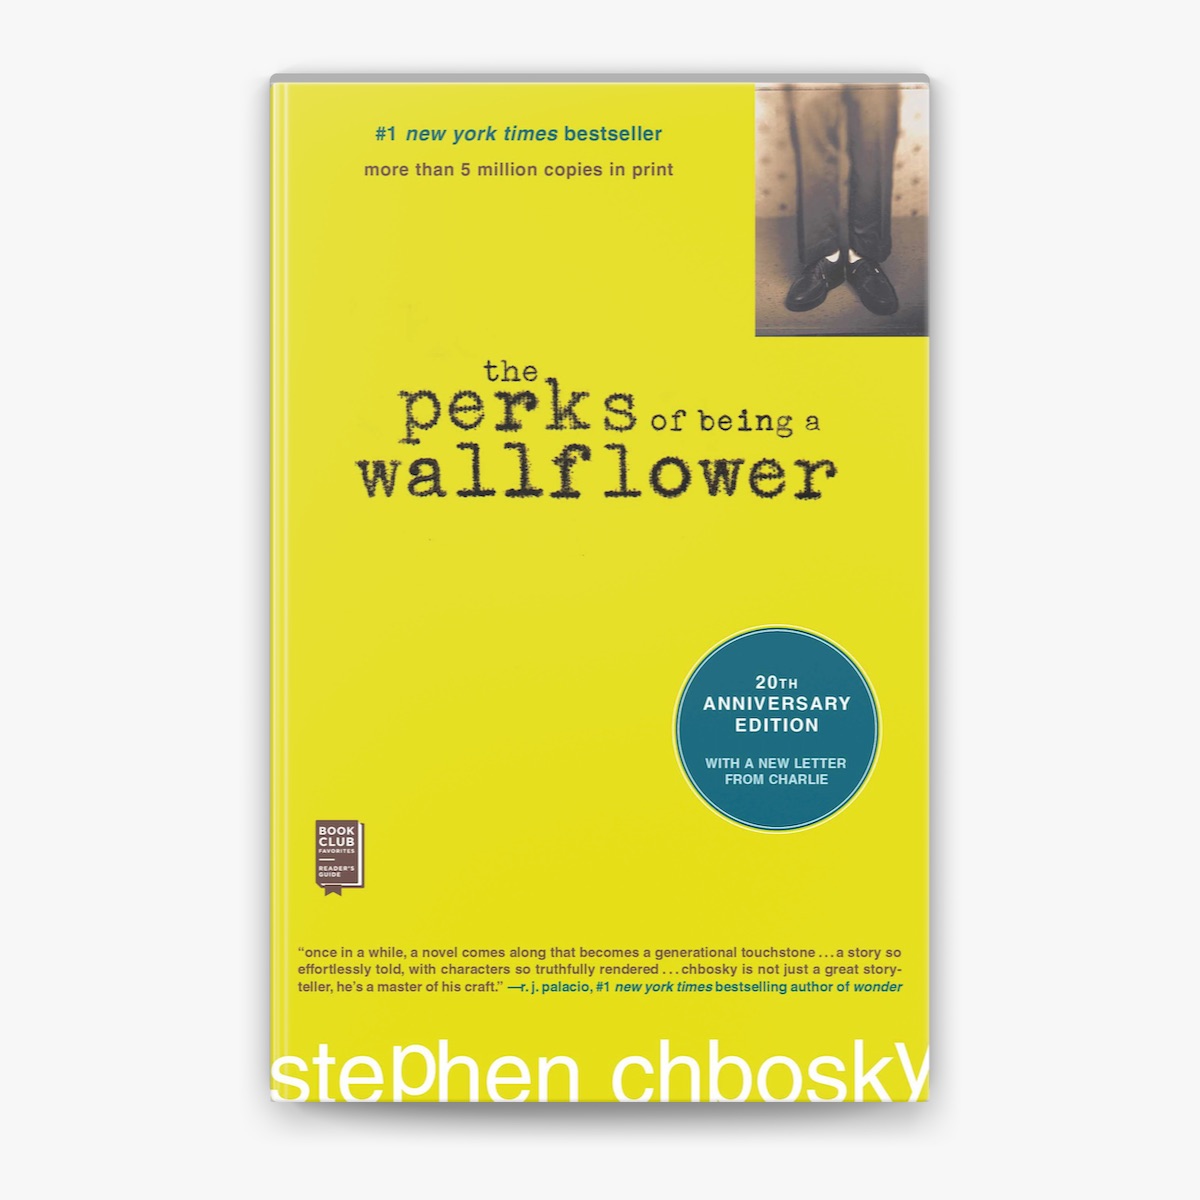 #1 new york times bestseller
more than 5 million copies in print
the
perks of being a
wallflower
20TH
ANNIVERSARY
EDITION
WITH A NEW LETTER
FROM CHARLIE
BOOK
CLUB
FAVORITES
READER'S
GUIDE
“once in a while, a novel comes along that becomes a generational touchstone . . . a story so
effortlessly told, with characters so truthfully rendered . . . chbosky is not just a great story-
teller, he’s a master of his craft.” —r. j. palacio, #1 new york times bestselling author of wonder
stephen chbosky